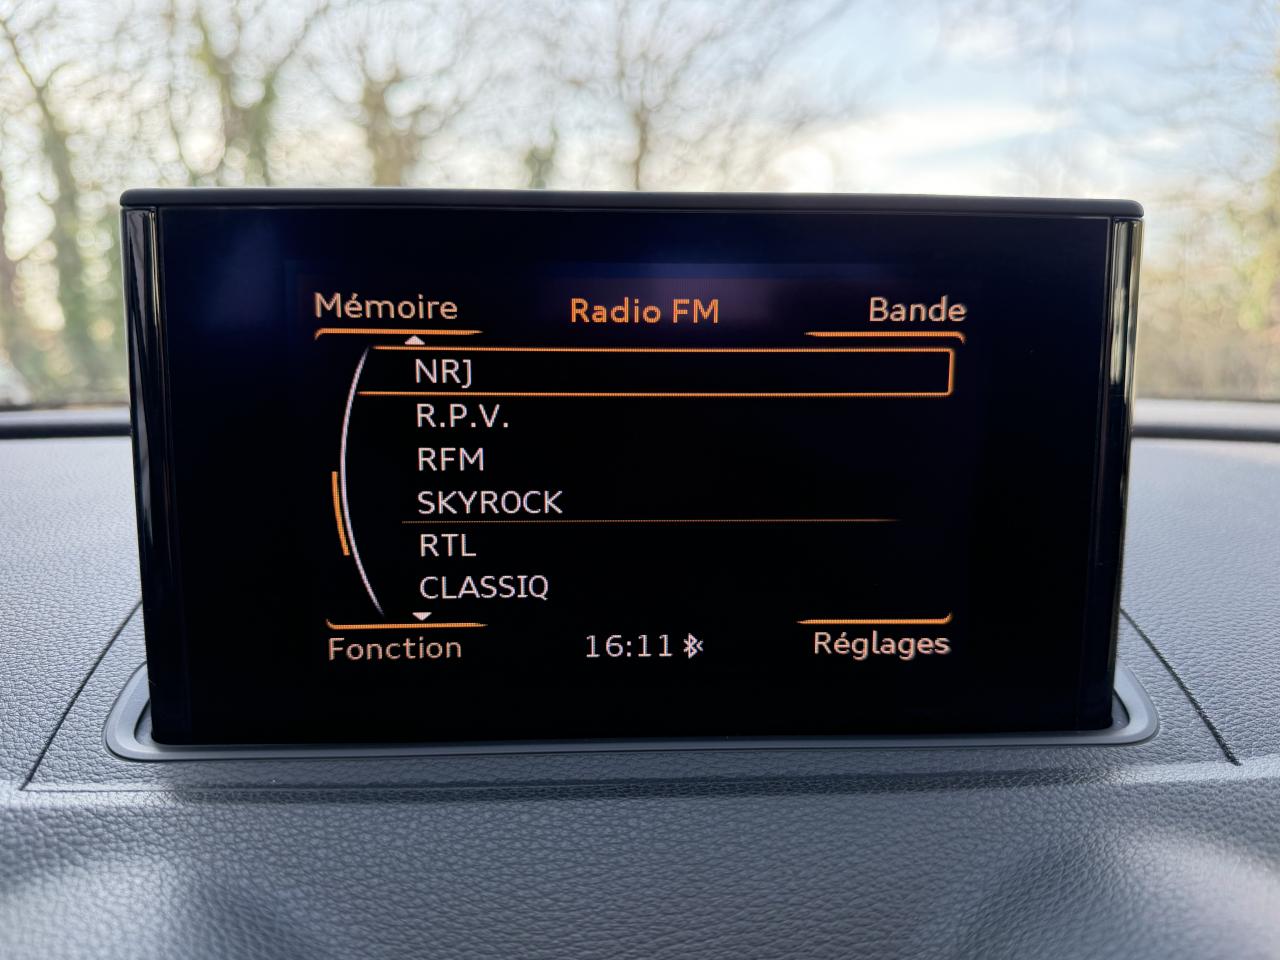 Mémoire Radio FM Bande
NRJ
R.P.V.
RFM
SKYROCK
RTL
CLASSIQ
Fonction 16:11 Réglages